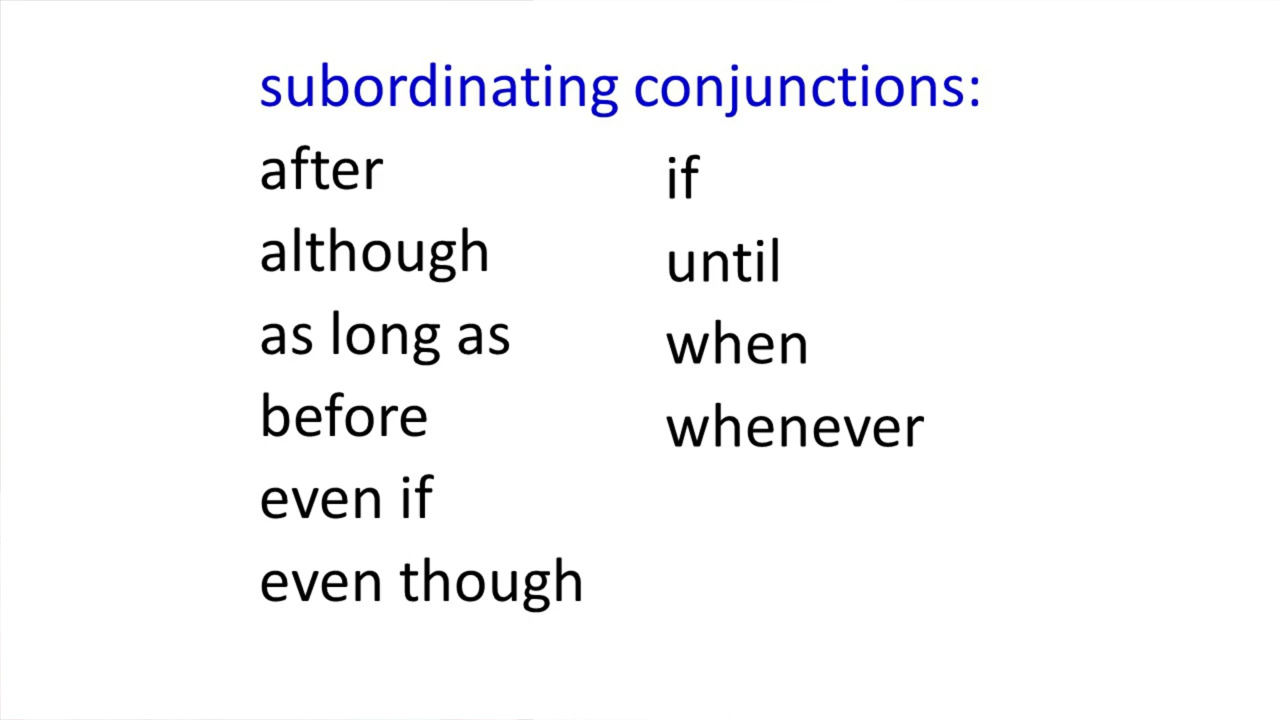 subordinating conjunctions:
after
although
as long as
before
even if
even though
if
until
when
whenever